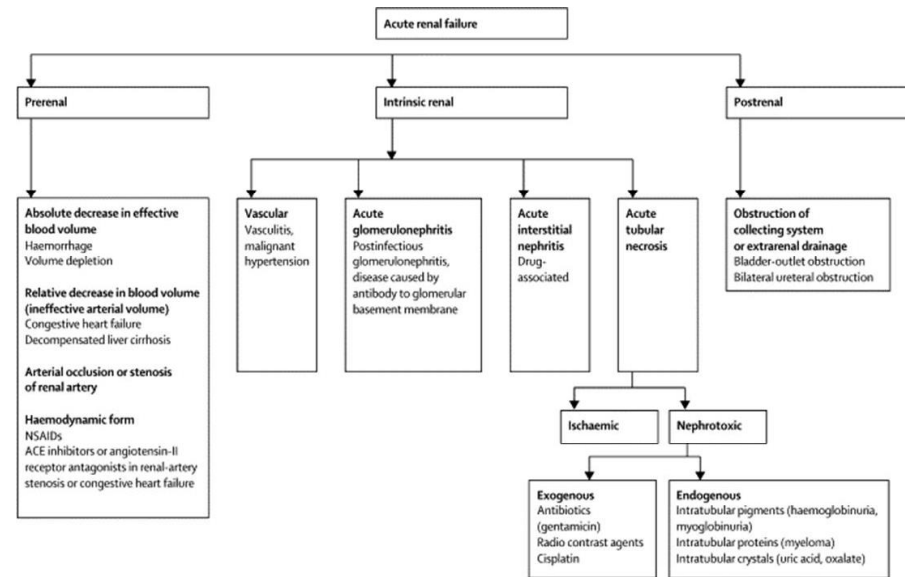 Acute renal failure
Prerenal
Intrinsic renal
Postrenal
Absolute decrease in effective
blood volume
Haemorrhage
Volume depletion
Relative decrease in blood volume
(ineffective arterial volume)
Congestive heart failure
Decompensated liver cirrhosis
Arterial occlusion or stenosis
of renal artery
Haemodynamic form
NSAIDs
ACE inhibitors or angiotensin-II
receptor antagonists in renal-artery
stenosis or congestive heart failure
Vascular
Vasculitis,
malignant
hypertension
Acute
glomerulonephritis
Postinfectious
glomerulonephritis,
disease caused by
antibody to glomerular
basement membrane
Acute
interstitial
nephritis
Drug-
associated
Acute
tubular
necrosis
Obstruction of
collecting system
or extrarenal drainage
Bladder-outlet obstruction
Bilateral ureteral obstruction
Ischaemic
Nephrotoxic
Exogenous
Antibiotics
(gentamicin)
Radio contrast agents
Cisplatin
Endogenous
Intratubular pigments (haemoglobinuria,
myoglobinuria)
Intratubular proteins (myeloma)
Intratubular crystals (uric acid, oxalate)